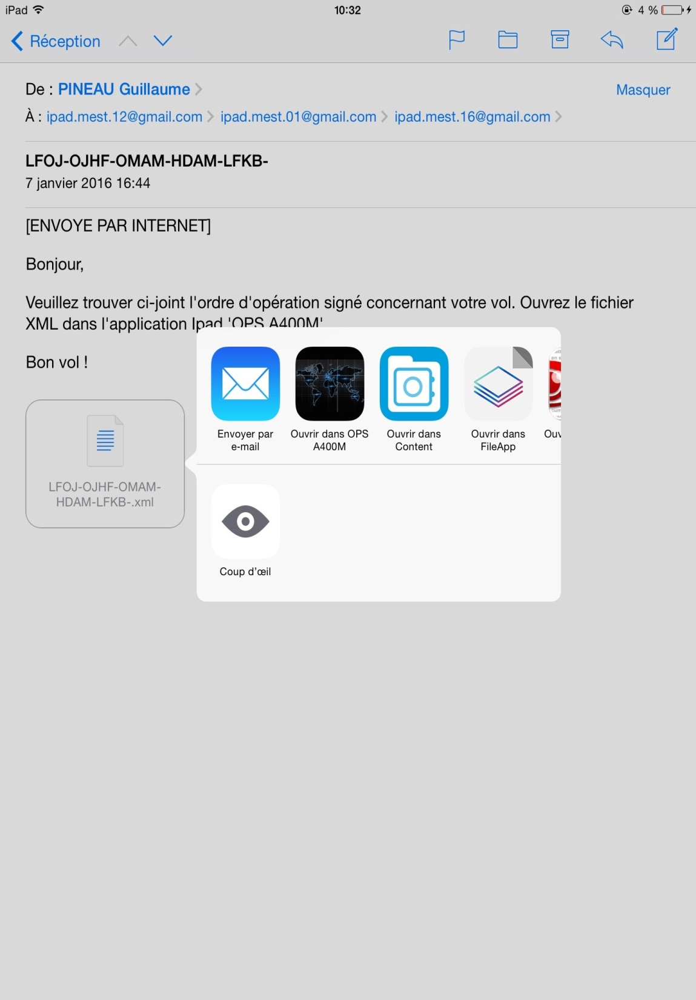 iPad 10:32 4 %
Réception
De : PINEAU Guillaume Masquer
À : ipad.mest.12@gmail.com ipad.mest.01@gmail.com ipad.mest.16@gmail.com
LFOJ-OJHF-OMAM-HDAM-LFKB-
7 janvier 2016 16:44
[ENVOYE PAR INTERNET]
Bonjour,
Veuillez trouver ci-joint l'ordre d'opération signé concernant votre vol. Ouvrez le fichier
XML dans l'application Ipad 'OPS A400M'
Bon vol !
LFOJ-OJHF-OMAM-
HDAM-LFKB-.xml
Envoyer par
e-mail
Ouvrir dans OPS
A400M
Ouvrir dans
Content
Ouvrir dans
FileApp
Ouv
Coup d'œil